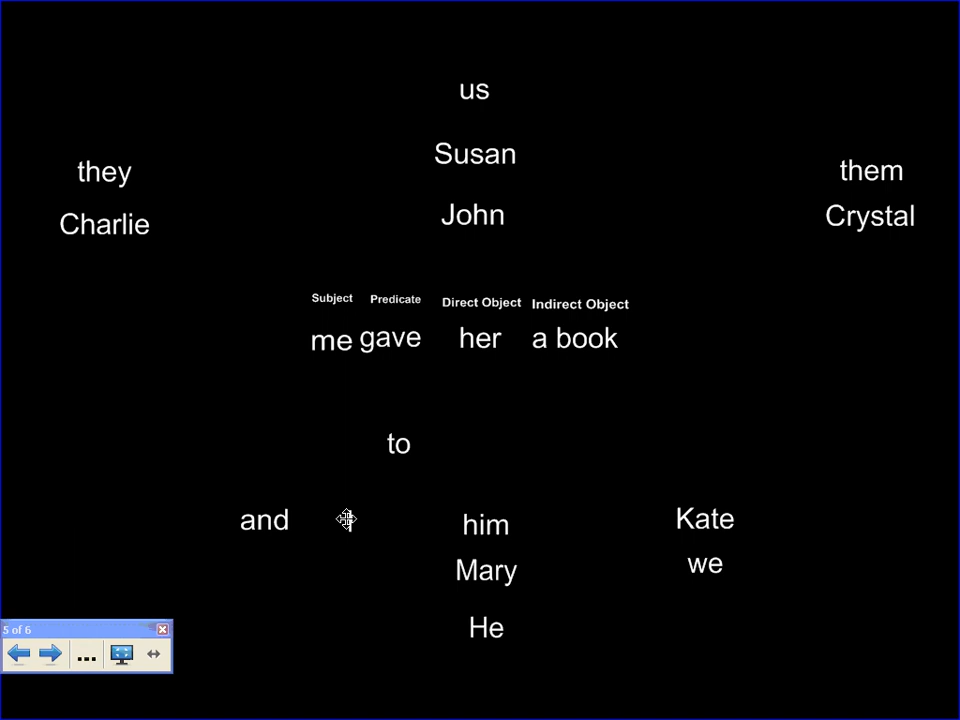 us
Susan
they
them
Charlie
John
Crystal
Subject Predicate Direct Object Indirect Object
me gave her a book
to
and
him
Kate
Mary
we
He
5 of 6